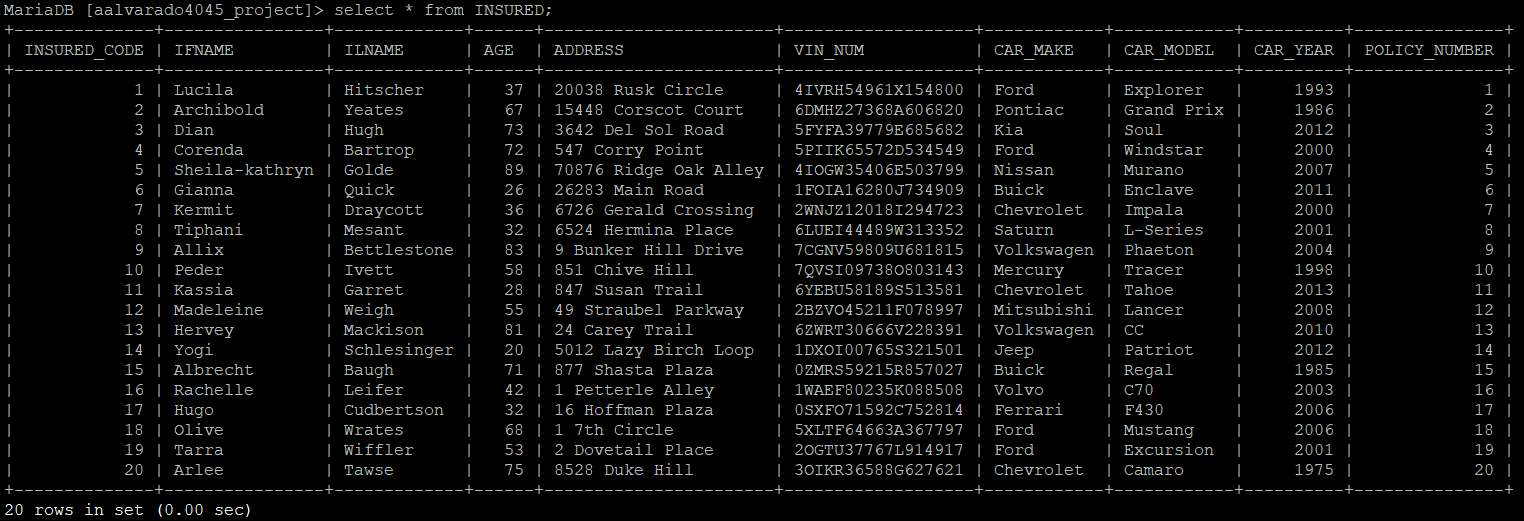 MariaDB [aalvarado4045_project]> select * from INSURED;
+--------------+----------------+-------------+------+-----------------------+-------------------+------------+------------+----------+---------------+
| INSURED_CODE | IFNAME         | ILNAME      | AGE  | ADDRESS               | VIN_NUM           | CAR_MAKE   | CAR_MODEL  | CAR_YEAR | POLICY_NUMBER |
+--------------+----------------+-------------+------+-----------------------+-------------------+------------+------------+----------+---------------+
|            1 | Lucila         | Hitscher    |   37 | 20038 Rusk Circle     | 4IVRH54961X154800 | Ford       | Explorer   |     1993 |             1 |
|            2 | Archibold      | Yeates      |   67 | 15448 Corscot Court   | 6DMHZ27368A606820 | Pontiac    | Grand Prix |     1986 |             2 |
|            3 | Dian           | Hugh        |   73 | 3642 Del Sol Road     | 5FYFA39779E685682 | Kia        | Soul       |     2012 |             3 |
|            4 | Corenda        | Bartrop     |   72 | 547 Corry Point       | 5PIIK65572D534549 | Ford       | Windstar   |     2000 |             4 |
|            5 | Sheila-kathryn | Golde       |   89 | 70876 Ridge Oak Alley | 4IOGW35406E503799 | Nissan     | Murano     |     2007 |             5 |
|            6 | Gianna         | Quick       |   26 | 26283 Main Road       | 1FOIA16280J734909 | Buick      | Enclave    |     2011 |             6 |
|            7 | Kermit         | Draycott    |   36 | 6726 Gerald Crossing  | 2WNJZ12018I294723 | Chevrolet  | Impala     |     2000 |             7 |
|            8 | Tiphani        | Mesant      |   32 | 6524 Hermina Place    | 6LUEI44489W313352 | Saturn     | L-Series   |     2001 |             8 |
|            9 | Allix          | Bettlestone |   83 | 9 Bunker Hill Drive   | 7CGNV59809U681815 | Volkswagen | Phaeton    |     2004 |             9 |
|           10 | Peder          | Ivett       |   58 | 851 Chive Hill        | 7QVSI09738O803143 | Mercury    | Tracer     |     1998 |            10 |
|           11 | Kassia         | Garret      |   28 | 847 Susan Trail       | 6YEBU58189S513581 | Chevrolet  | Tahoe      |     2013 |            11 |
|           12 | Madeleine      | Weigh       |   55 | 49 Straubel Parkway   | 2BZVO45211F078997 | Mitsubishi | Lancer     |     2008 |            12 |
|           13 | Hervey         | Mackison    |   81 | 24 Carey Trail        | 6ZWRT30666V228391 | Volkswagen | CC         |     2010 |            13 |
|           14 | Yogi           | Schlesinger |   20 | 5012 Lazy Birch Loop  | 1DXOI00765S321501 | Jeep       | Patriot    |     2012 |            14 |
|           15 | Albrecht       | Baugh       |   71 | 877 Shasta Plaza      | 0ZMRS59215R857027 | Buick      | Regal      |     1985 |            15 |
|           16 | Rachelle       | Leifer      |   42 | 1 Petterle Alley      | 1WAEF80235K088508 | Volvo      | C70        |     2003 |            16 |
|           17 | Hugo           | Cudbertson  |   32 | 16 Hoffman Plaza      | 0SXFO71592C752814 | Ferrari    | F430       |     2006 |            17 |
|           18 | Olive          | Wrates      |   68 | 1 7th Circle          | 5XLTF64663A367797 | Ford       | Mustang    |     2006 |            18 |
|           19 | Tarra          | Wiffler     |   53 | 2 Dovetail Place      | 2OGTU37767L914917 | Ford       | Excursion  |     2001 |            19 |
|           20 | Arlee          | Tawse       |   75 | 8528 Duke Hill        | 3OIKR36588G627621 | Chevrolet  | Camaro     |     1975 |            20 |
+--------------+----------------+-------------+------+-----------------------+-------------------+------------+------------+----------+---------------+
20 rows in set (0.00 sec)